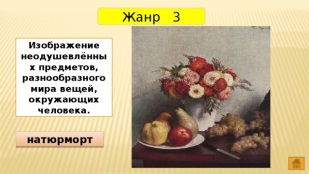 Жанр 3
Изображение
неодушевлённы
х предметов,
разнообразного
мира вещей,
окружающих
человека.
натюрморт